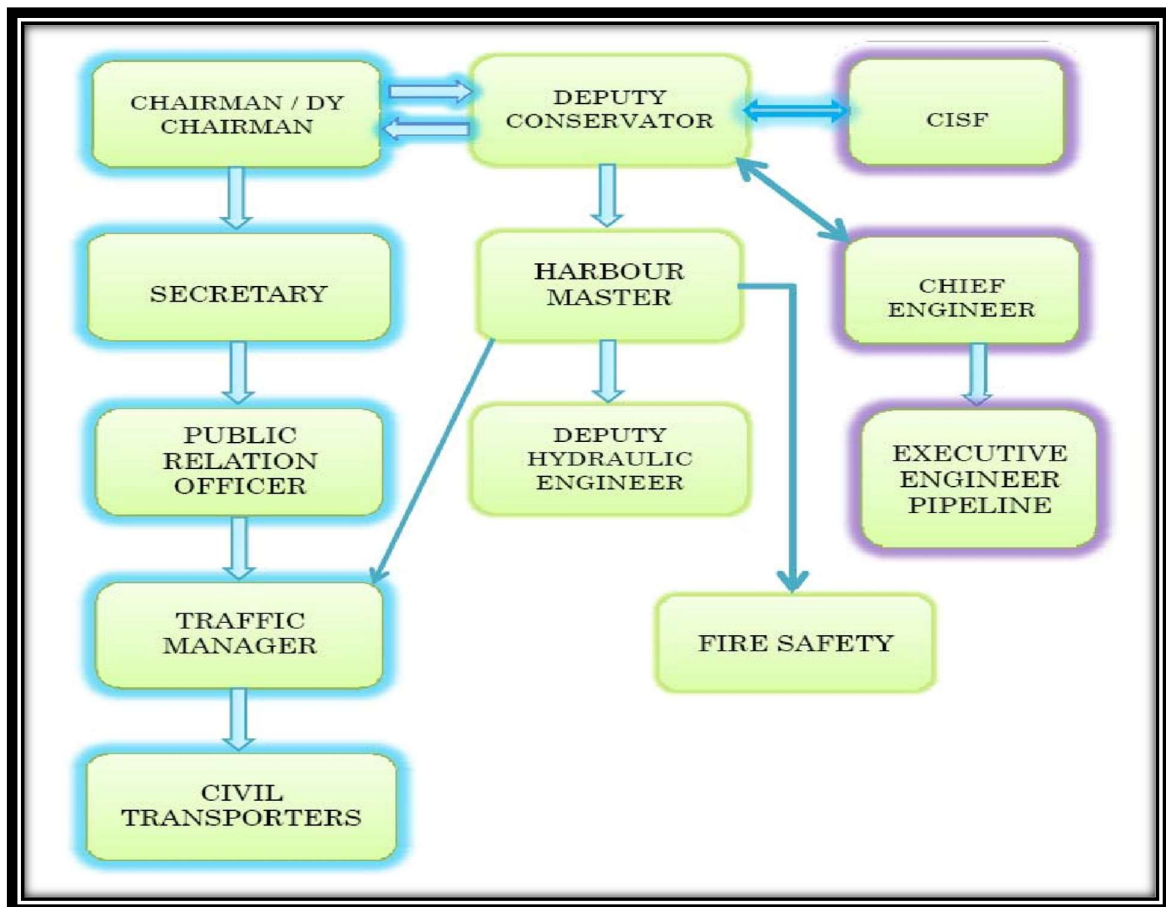 CHAIRMAN / DY
CHAIRMAN
DEPUTY
CONSERVATOR
CISF
SECRETARY
HARBOUR
MASTER
CHIEF
ENGINEER
PUBLIC
RELATION
OFFICER
DEPUTY
HYDRAULIC
ENGINEER
EXECUTIVE
ENGINEER
PIPELINE
TRAFFIC
MANAGER
FIRE SAFETY
CIVIL
TRANSPORTERS